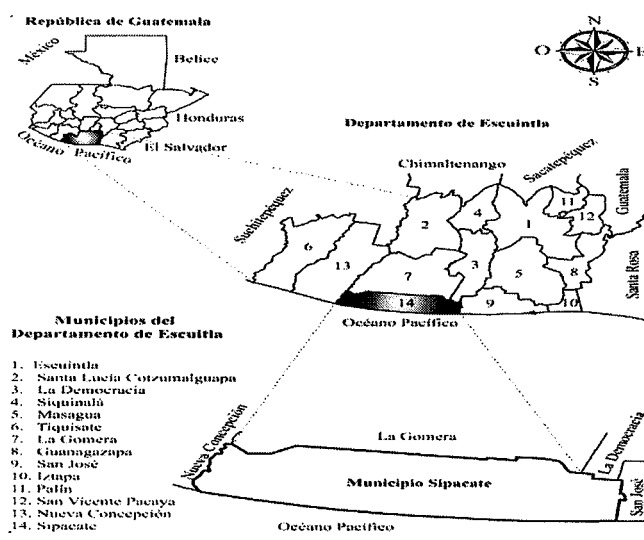 República de Guatemala
México
Belice
Honduras
El Salvador
Océano Pacífico
N
O
E
S
Departamento de Escuintla
Chimaltenango
Sacatepéquez
Guatemala
Santa Rosa
Suchitepéquez
11
12
4
2
1
6
13
3
7
5
8
14
9
10
Océano Pacífico
Municipios del
Departamento de Escuitla
1. Escuintla
2. Santa Lucía Cotzumalguapa
3. La Democracia
4. Siquinalá
5. Masagua
6. Tiquisate
7. La Gomera
8. Guanagazapa
9. San José
10. Iztapa
11. Palín
12. San Vicente Pacaya
13. Nueva Concepción
14. Sipacate
Nueva Concepción
La Gomera
La Democracia
San José
Municipio Sipacate
Océano Pacífico